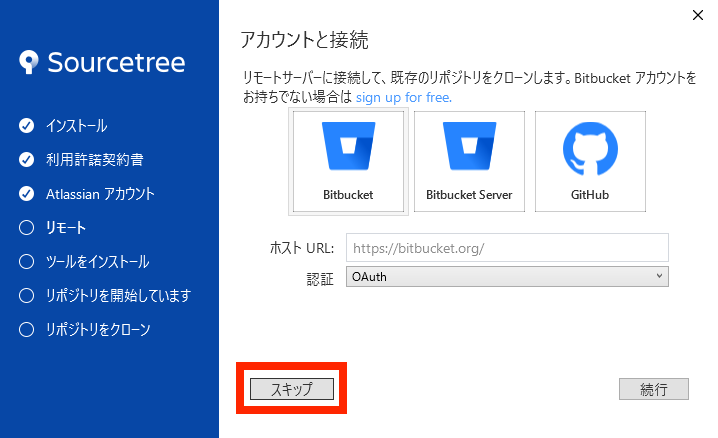 Sourcetree
インストール
利用許諾契約書
Atlassian アカウント
リモート
ツールをインストール
リポジトリを開始しています
リポジトリをクローン
アカウントと接続
リモートサーバーに接続して、既存のリポジトリをクローンします。Bitbucket アカウントを
お持ちでない場合は sign up for free.
Bitbucket
Bitbucket Server
GitHub
ホスト URL: https://bitbucket.org/
認証 OAuth
スキップ
続行